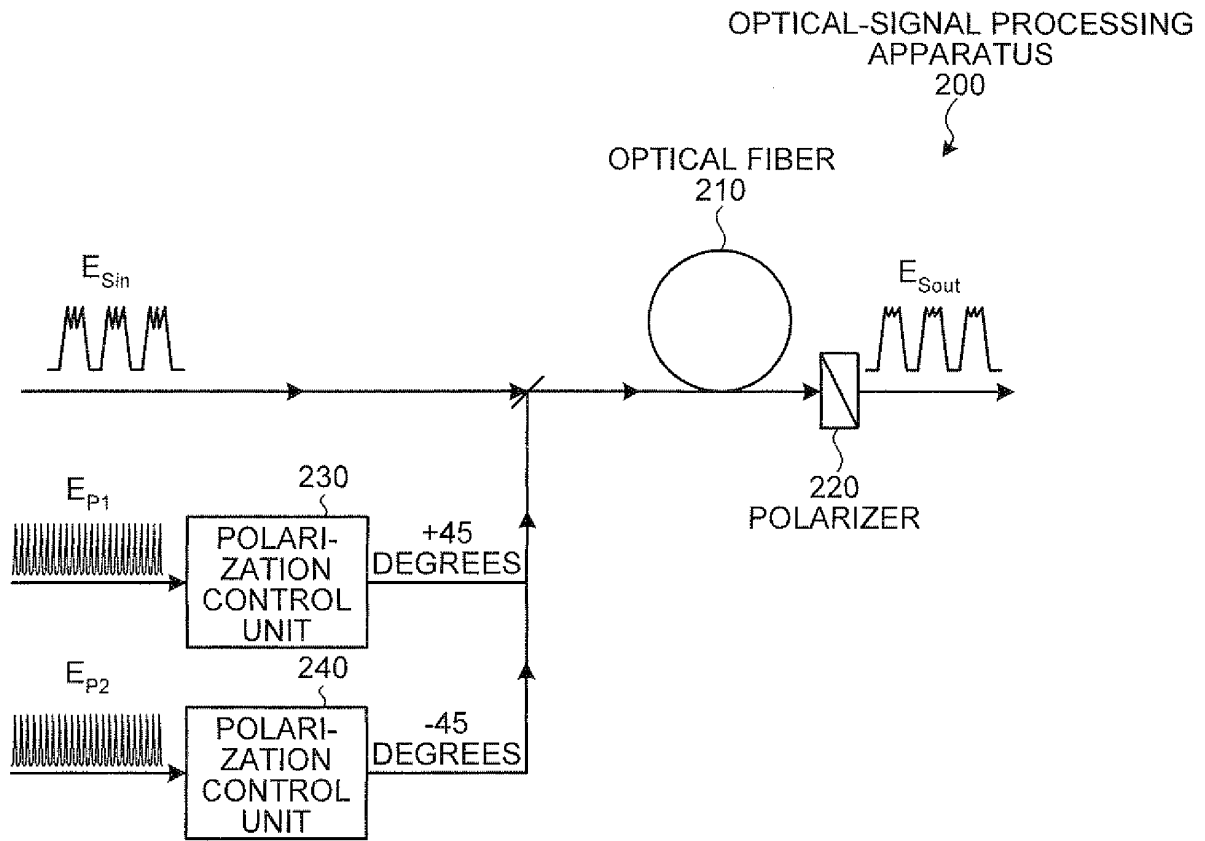 OPTICAL-SIGNAL PROCESSING
APPARATUS
200
OPTICAL FIBER
210
E_Sin
E_Sout
220
POLARIZER
E_P1
230
POLARI-
ZATION
CONTROL
UNIT
+45
DEGREES
E_P2
240
POLARI-
ZATION
CONTROL
UNIT
-45
DEGREES